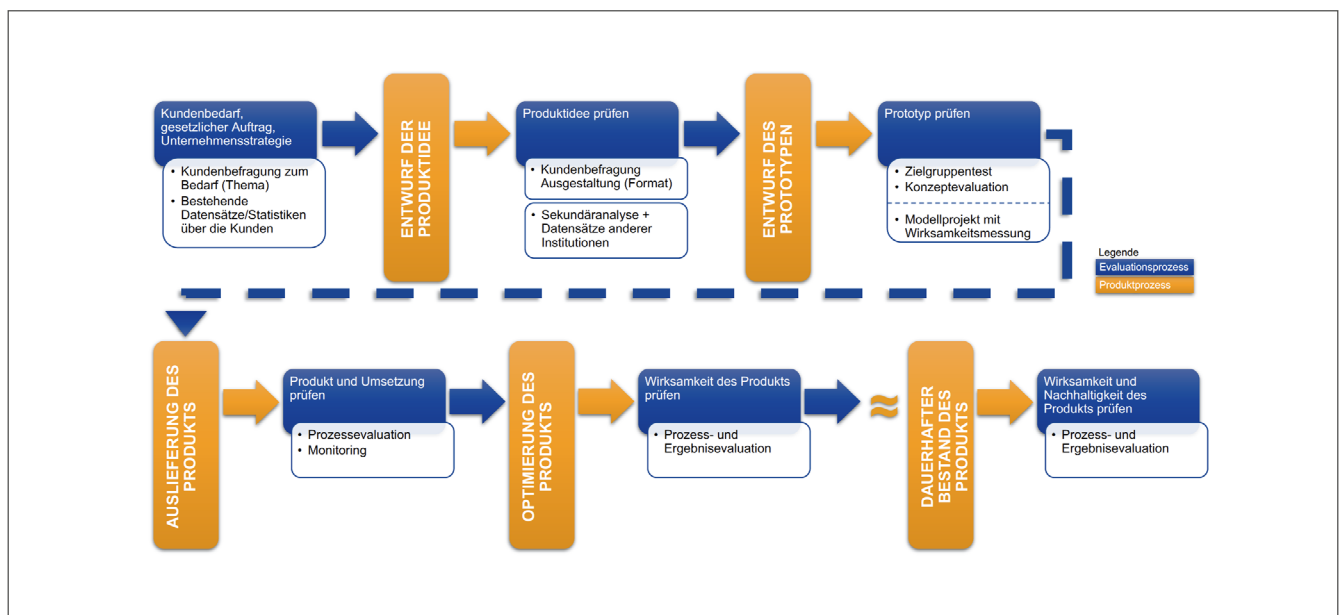 Kundenbedarf,
gesetzlicher Auftrag,
Unternehmensstrategie
• Kundenbefragung zum
Bedarf (Thema)
• Bestehende
Datensätze/Statistiken
über die Kunden
ENTWURF DER
PRODUKTIDEE
Produktidee prüfen
• Kundenbefragung
Ausgestaltung (Format)
• Sekundäranalyse +
Datensätze anderer
Institutionen
ENTWURF DES
PROTOTYPEN
Prototyp prüfen
• Zielgruppentest
• Konzeptevaluation
• Modellprojekt mit
Wirksamkeitsmessung
Legende
Evaluationsprozess
Produktprozess
AUSLIEFERUNG DES
PRODUKTS
Produkt und Umsetzung
prüfen
• Prozessevaluation
• Monitoring
OPTIMIERUNG DES
PRODUKTS
Wirksamkeit des Produkts
prüfen
• Prozess- und
Ergebnisevaluation
≈
DAUERHAFTER
BESTAND DES
PRODUKTS
Wirksamkeit und
Nachhaltigkeit des
Produkts prüfen
• Prozess- und
Ergebnisevaluation